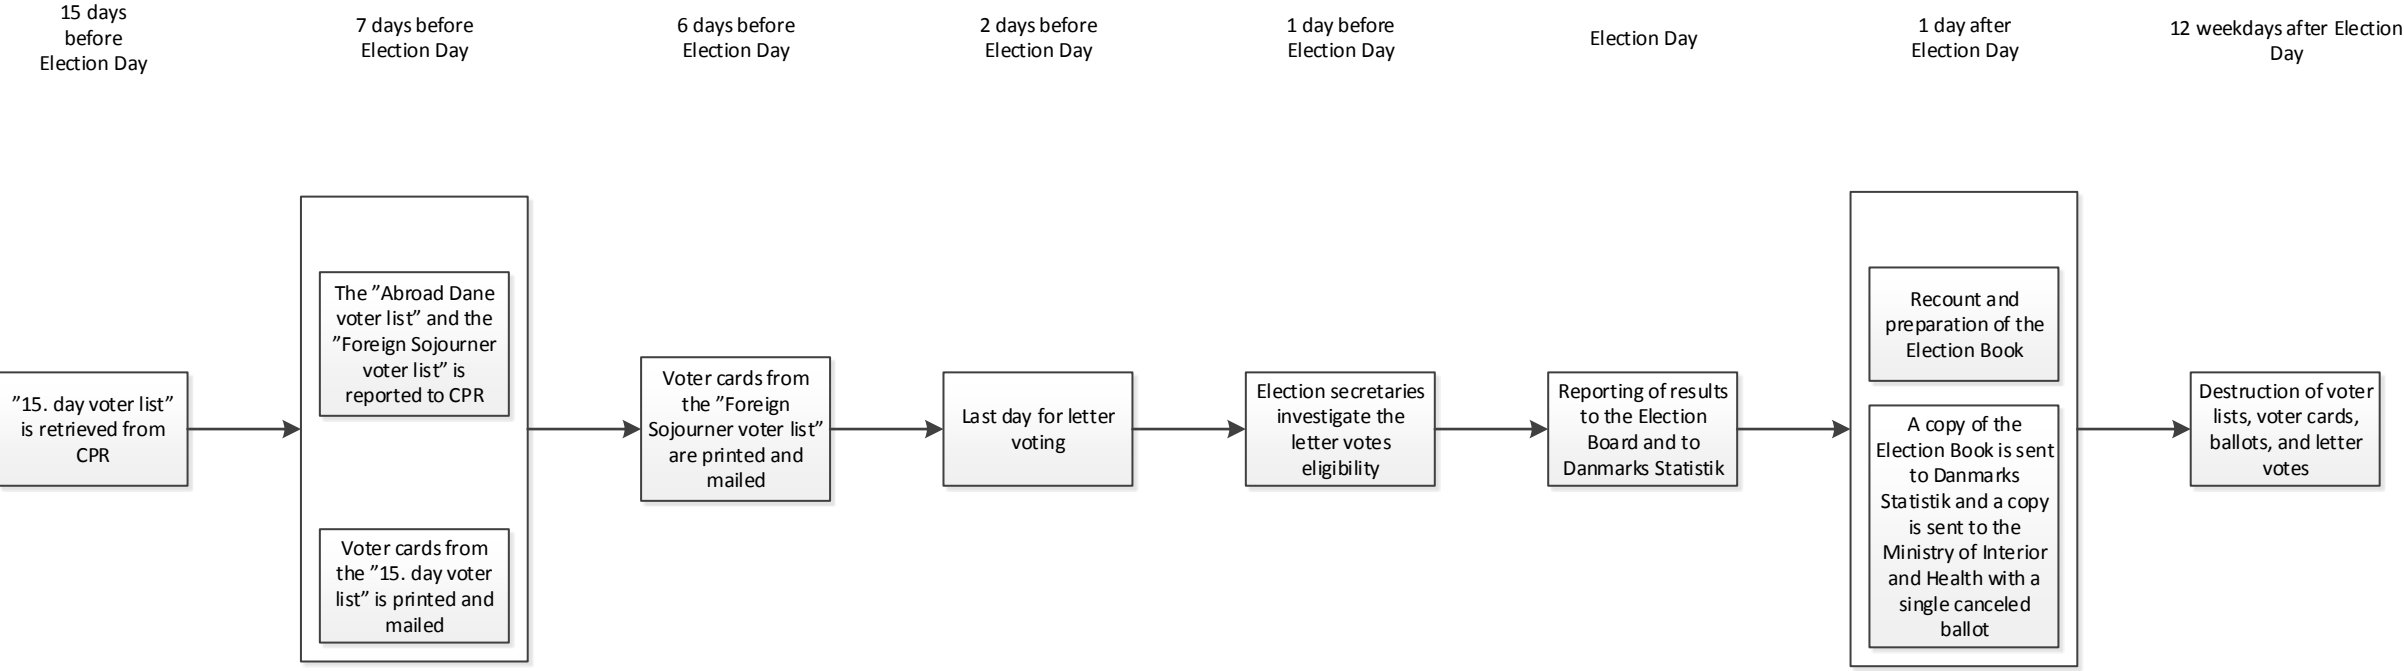 15 days
before
Election Day
7 days before
Election Day
6 days before
Election Day
2 days before
Election Day
1 day before
Election Day
Election Day
1 day after
Election Day
12 weekdays after Election
Day
”15. day voter list”
is retrieved from
CPR
The ”Abroad Dane
voter list” and the
”Foreign Sojourner
voter list” is
reported to CPR
Voter cards from
the ”15. day voter
list” is printed and
mailed
Voter cards from
the ”Foreign
Sojourner voter list”
are printed and
mailed
Last day for letter
voting
Election secretaries
investigate the
letter votes
eligibility
Reporting of results
to the Election
Board and to
Danmarks Statistik
Recount and
preparation of the
Election Book
A copy of the
Election Book is sent
to Danmarks
Statistik and a copy
is sent to the
Ministry of Interior
and Health with a
single canceled
ballot
Destruction of voter
lists, voter cards,
ballots, and letter
votes